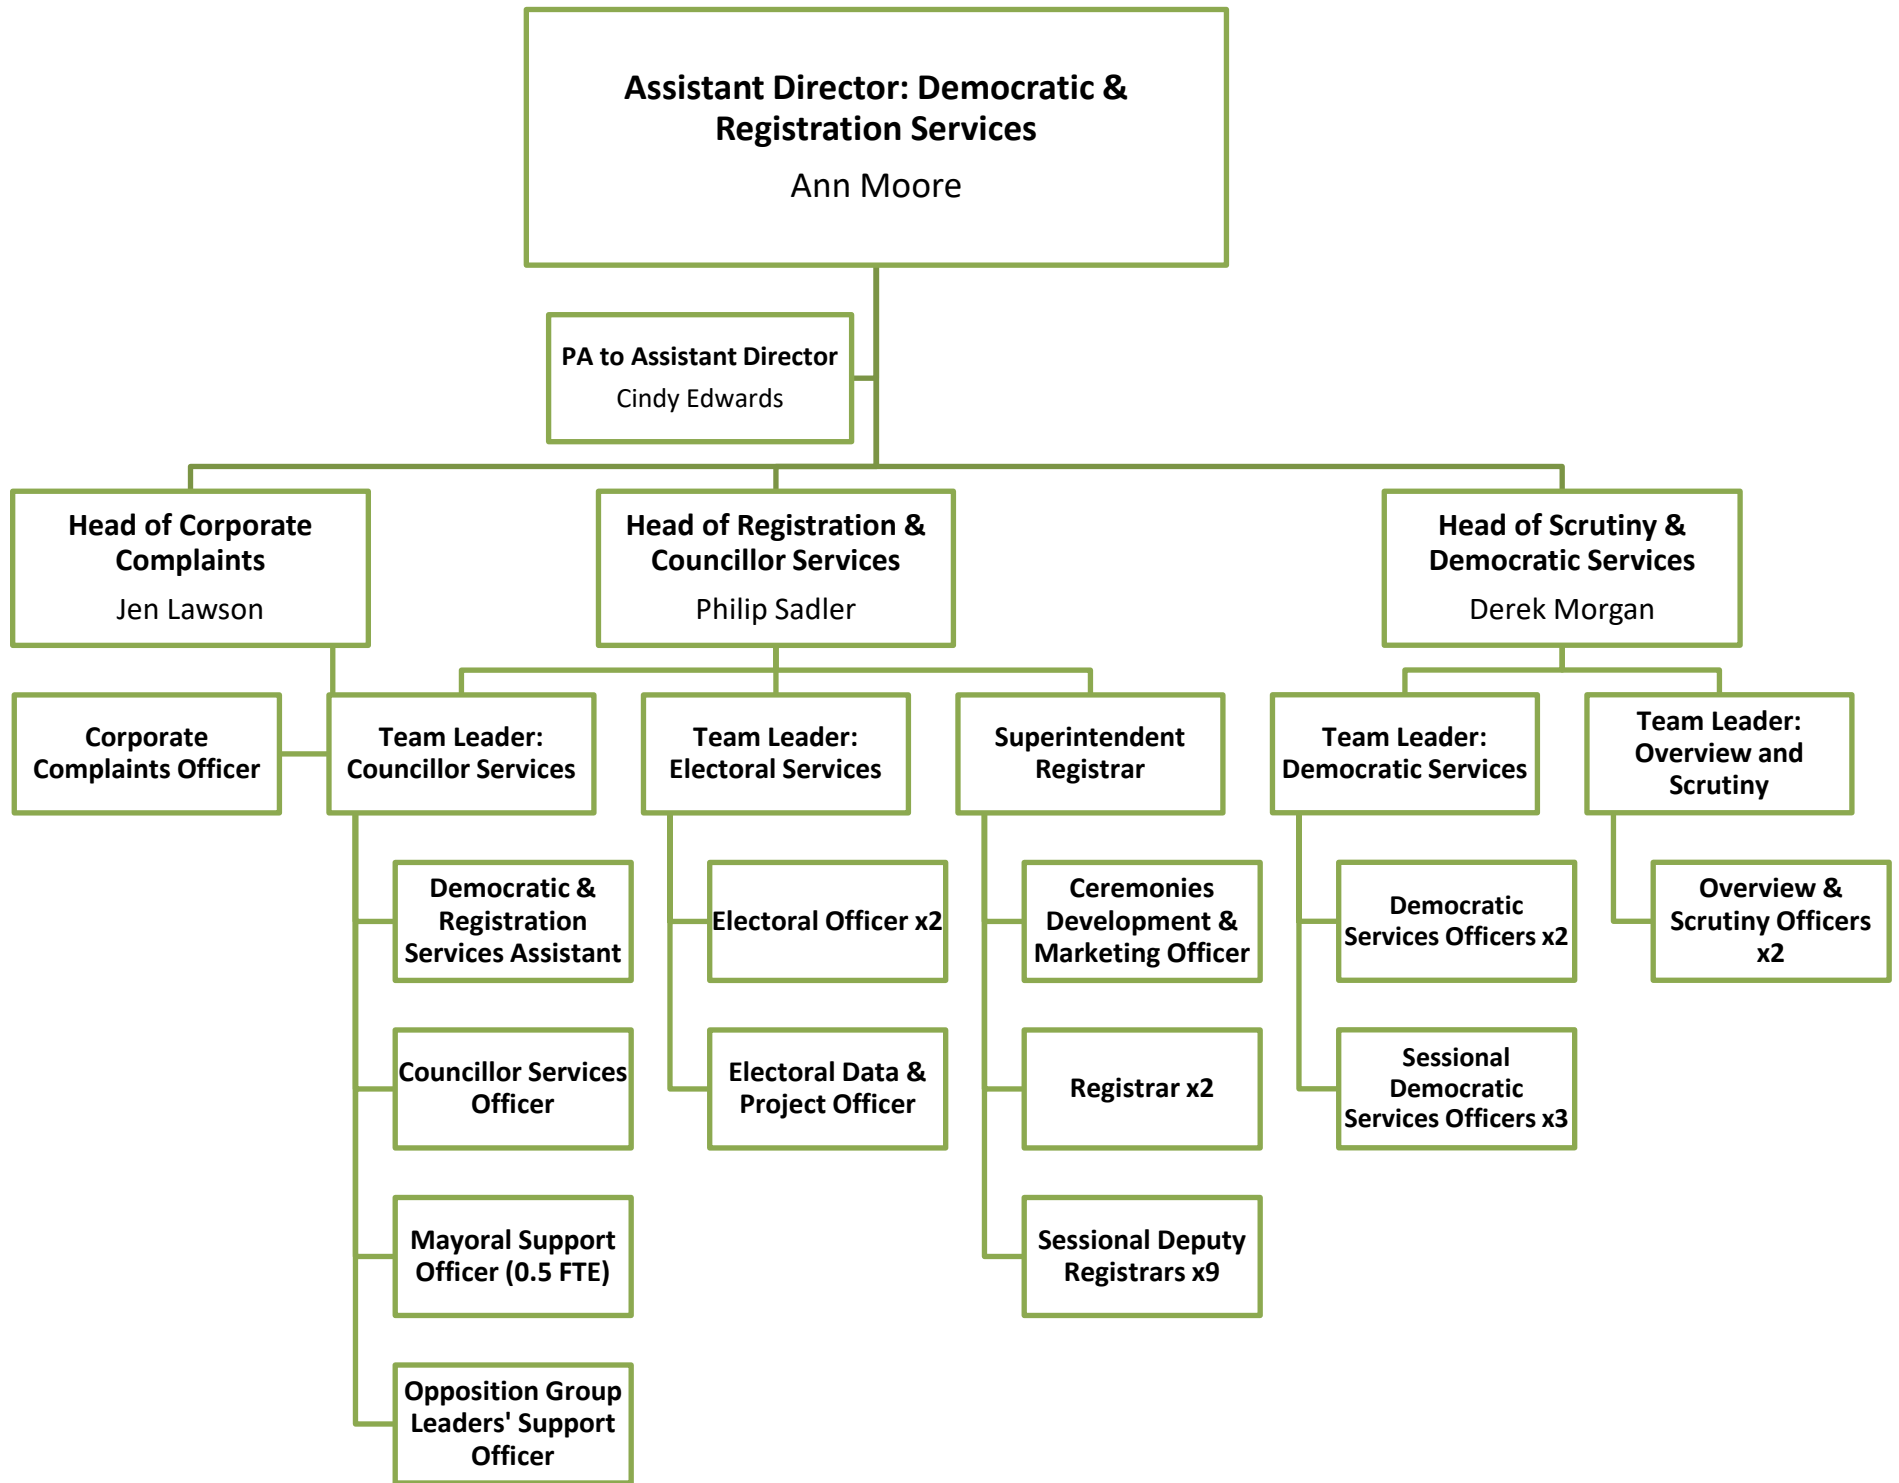 Assistant Director: Democratic &
Registration Services
Ann Moore
PA to Assistant Director
Cindy Edwards
Head of Corporate
Complaints
Jen Lawson
Head of Registration &
Councillor Services
Philip Sadler
Head of Scrutiny &
Democratic Services
Derek Morgan
Corporate
Complaints Officer
Team Leader:
Councillor Services
Team Leader:
Electoral Services
Superintendent
Registrar
Team Leader:
Democratic Services
Team Leader:
Overview and
Scrutiny
Democratic &
Registration
Services Assistant
Electoral Officer x2
Ceremonies
Development &
Marketing Officer
Democratic
Services Officers x2
Overview &
Scrutiny Officers
x2
Councillor Services
Officer
Electoral Data &
Project Officer
Registrar x2
Sessional
Democratic
Services Officers x3
Mayoral Support
Officer (0.5 FTE)
Sessional Deputy
Registrars x9
Opposition Group
Leaders' Support
Officer